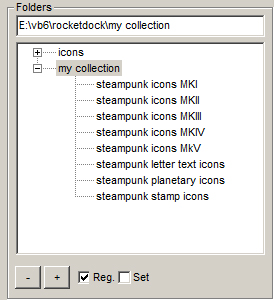 Folders
E:\vb6\rocketdock\my collection
icons
my collection
steampunk icons MKI
steampunk icons MKII
steampunk icons MKIII
steampunk icons MKIV
steampunk icons MkV
steampunk letter text icons
steampunk planetary icons
steampunk stamp icons
- + Reg. Set